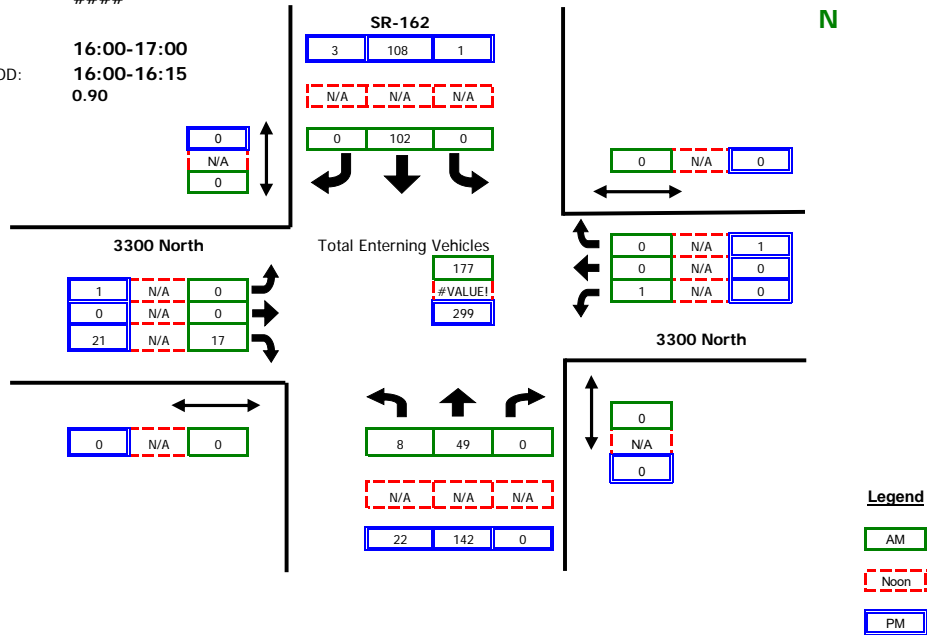 ####
SR-162
N
3 108 1
16:00-17:00
OD: 16:00-16:15
0.90
N/A N/A N/A
0 102 0
0
N/A
0
0 N/A 0
3300 North
Total Enterning Vehicles
177
#VALUE!
299
0 N/A 1
0 N/A 0
1 N/A 0
1 N/A 0
0 N/A 0
21 N/A 17
3300 North
8 49 0
0 N/A 0
0
N/A
0
N/A N/A N/A
22 142 0
Legend
AM
Noon
PM